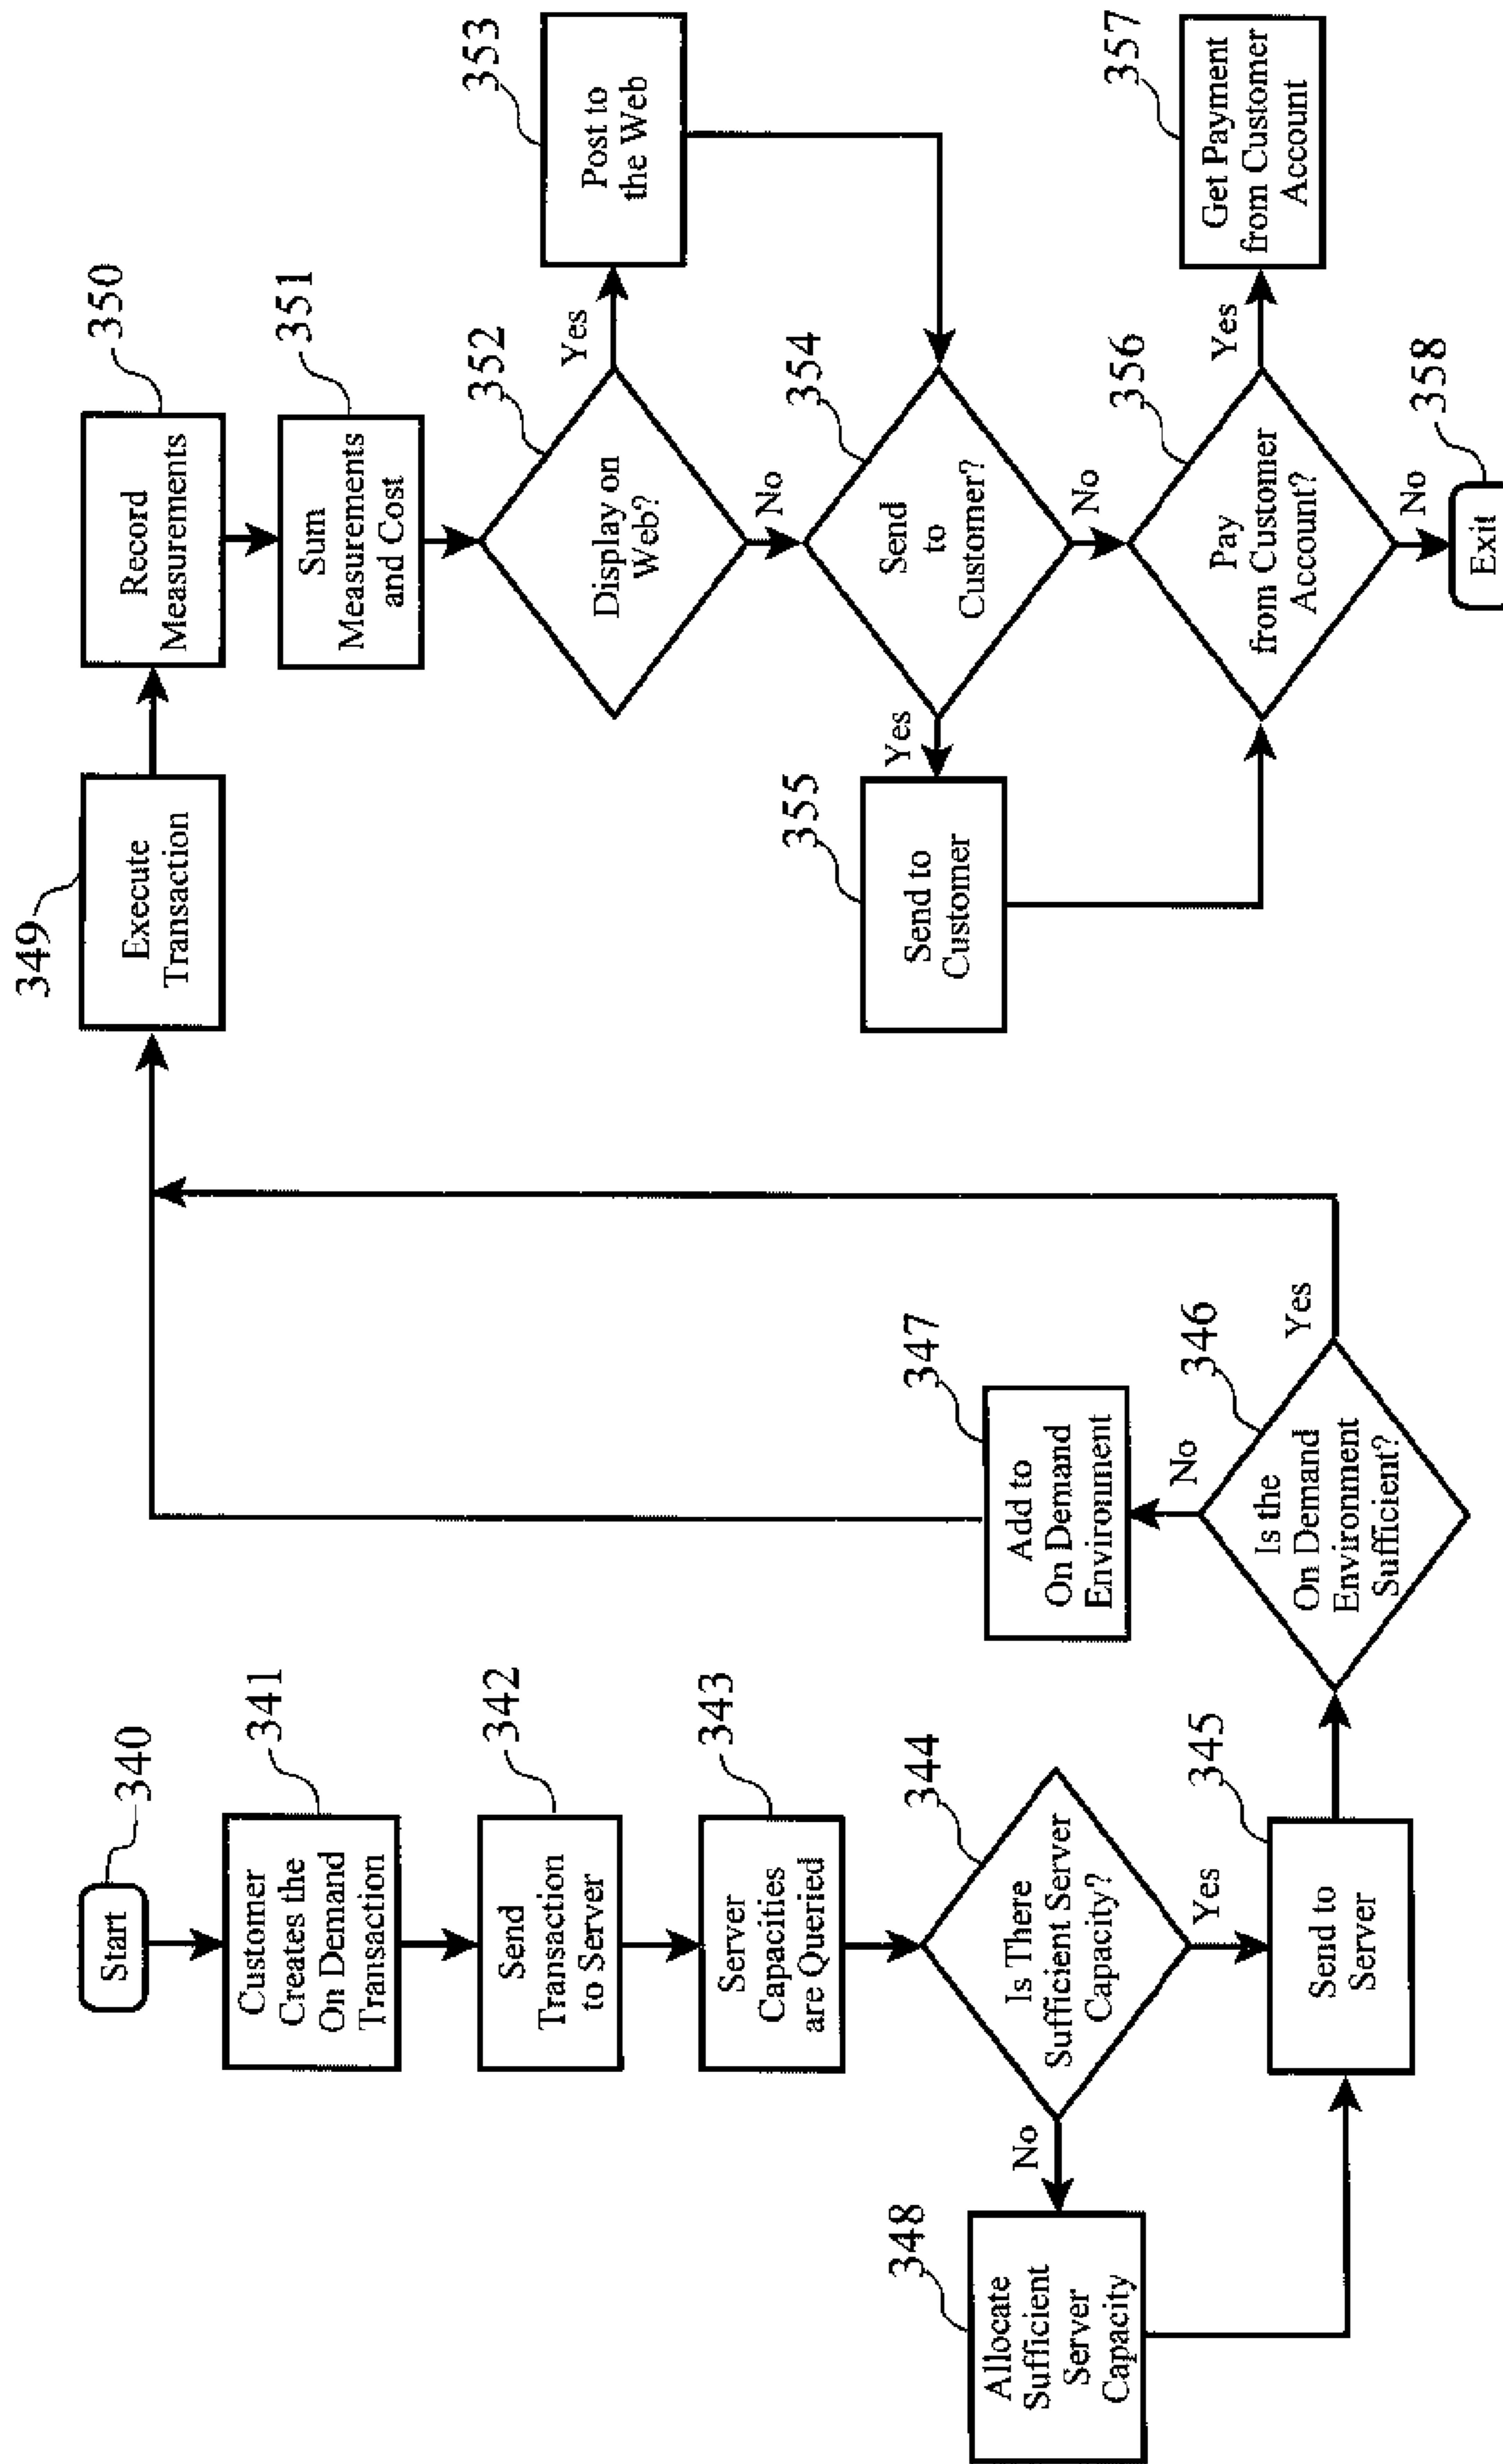 Start
340
Customer
Creates the
On Demand
Transaction
341
Send
Transaction
to Server
342
Server
Capacities
are Queried
343
Is There
Sufficient Server
Capacity?
344
No
Yes
Allocate
Sufficient
Server
Capacity
348
Send to
Server
345
Is the
On Demand
Environment
Sufficient?
346
No
Yes
Add to
On Demand
Environment
347
Execute
Transaction
349
Record
Measurements
350
Sum
Measurements
and Cost
351
Display on
Web?
352
Yes
No
Post to
the Web
353
Send
to
Customer?
354
Yes
No
Send to
Customer
355
Pay
from Customer
Account?
356
Yes
No
Get Payment
from Customer
Account
357
Exit
358